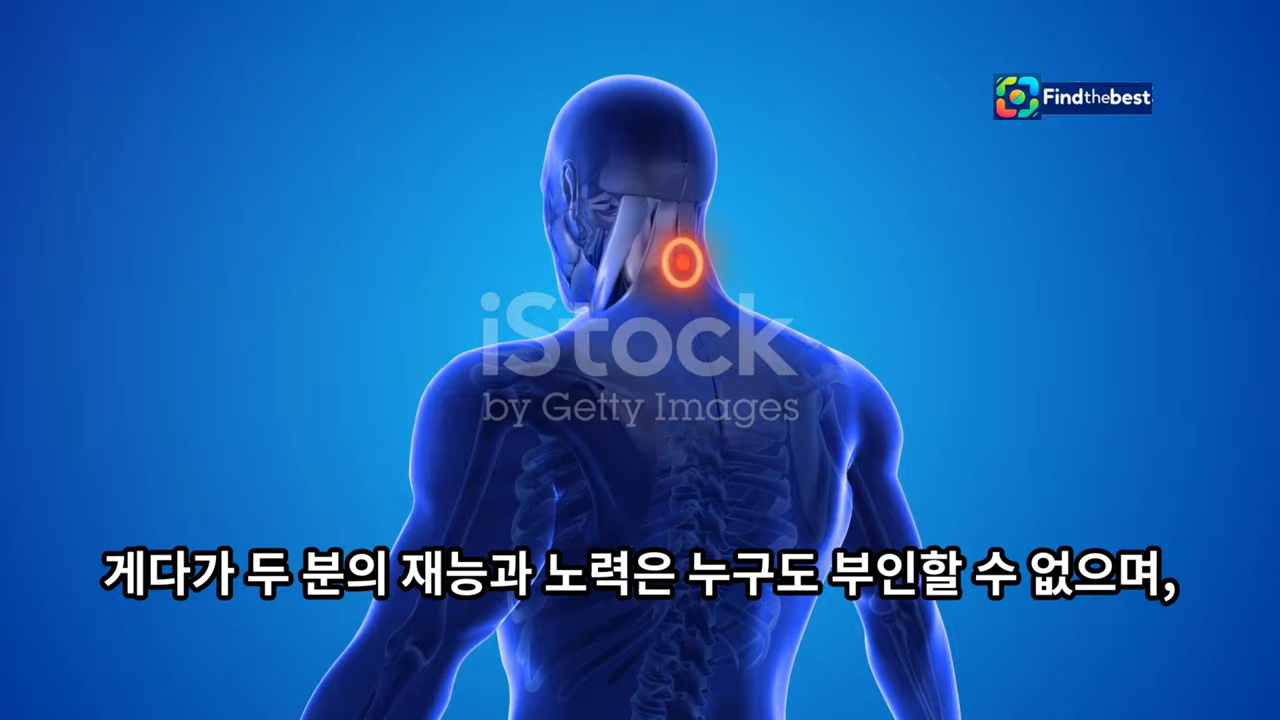 Findthebest
iStock
by Getty Images
게다가 두 분의 재능과 노력은 누구도 부인할 수 없으며,